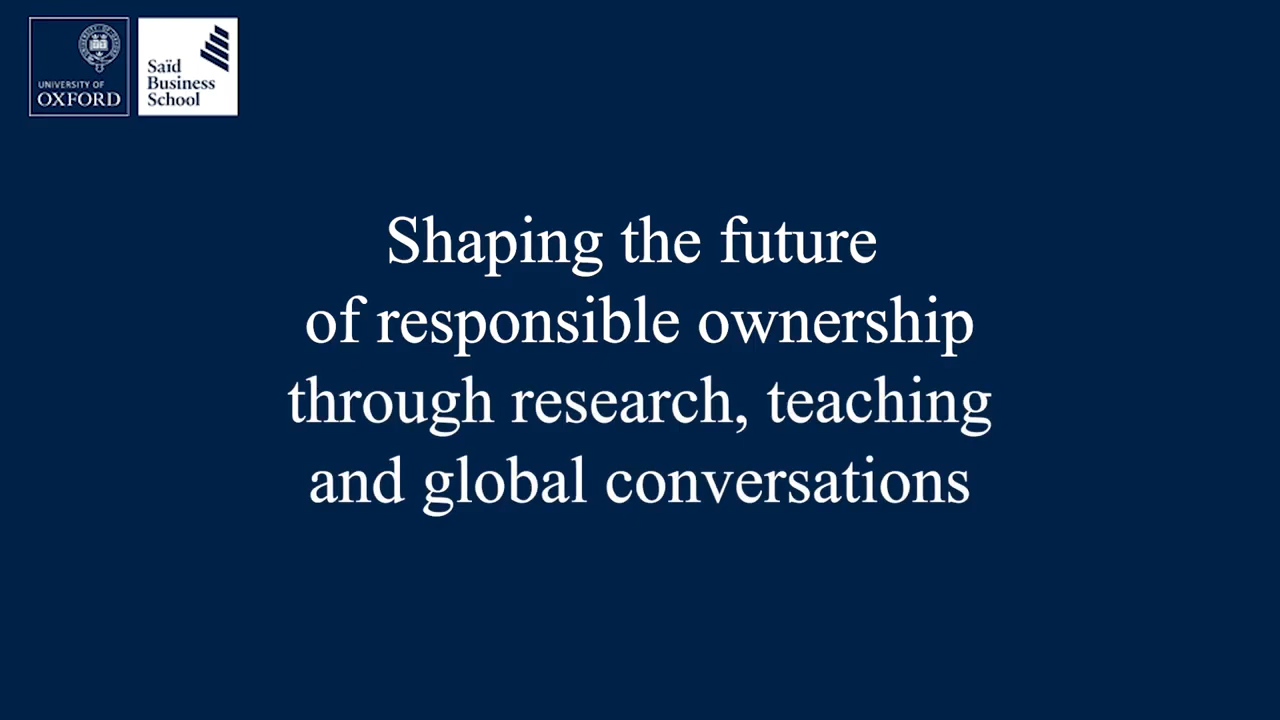 UNIVERSITY OF
OXFORD
Saïd
Business
School
Shaping the future
of responsible ownership
through research, teaching
and global conversations